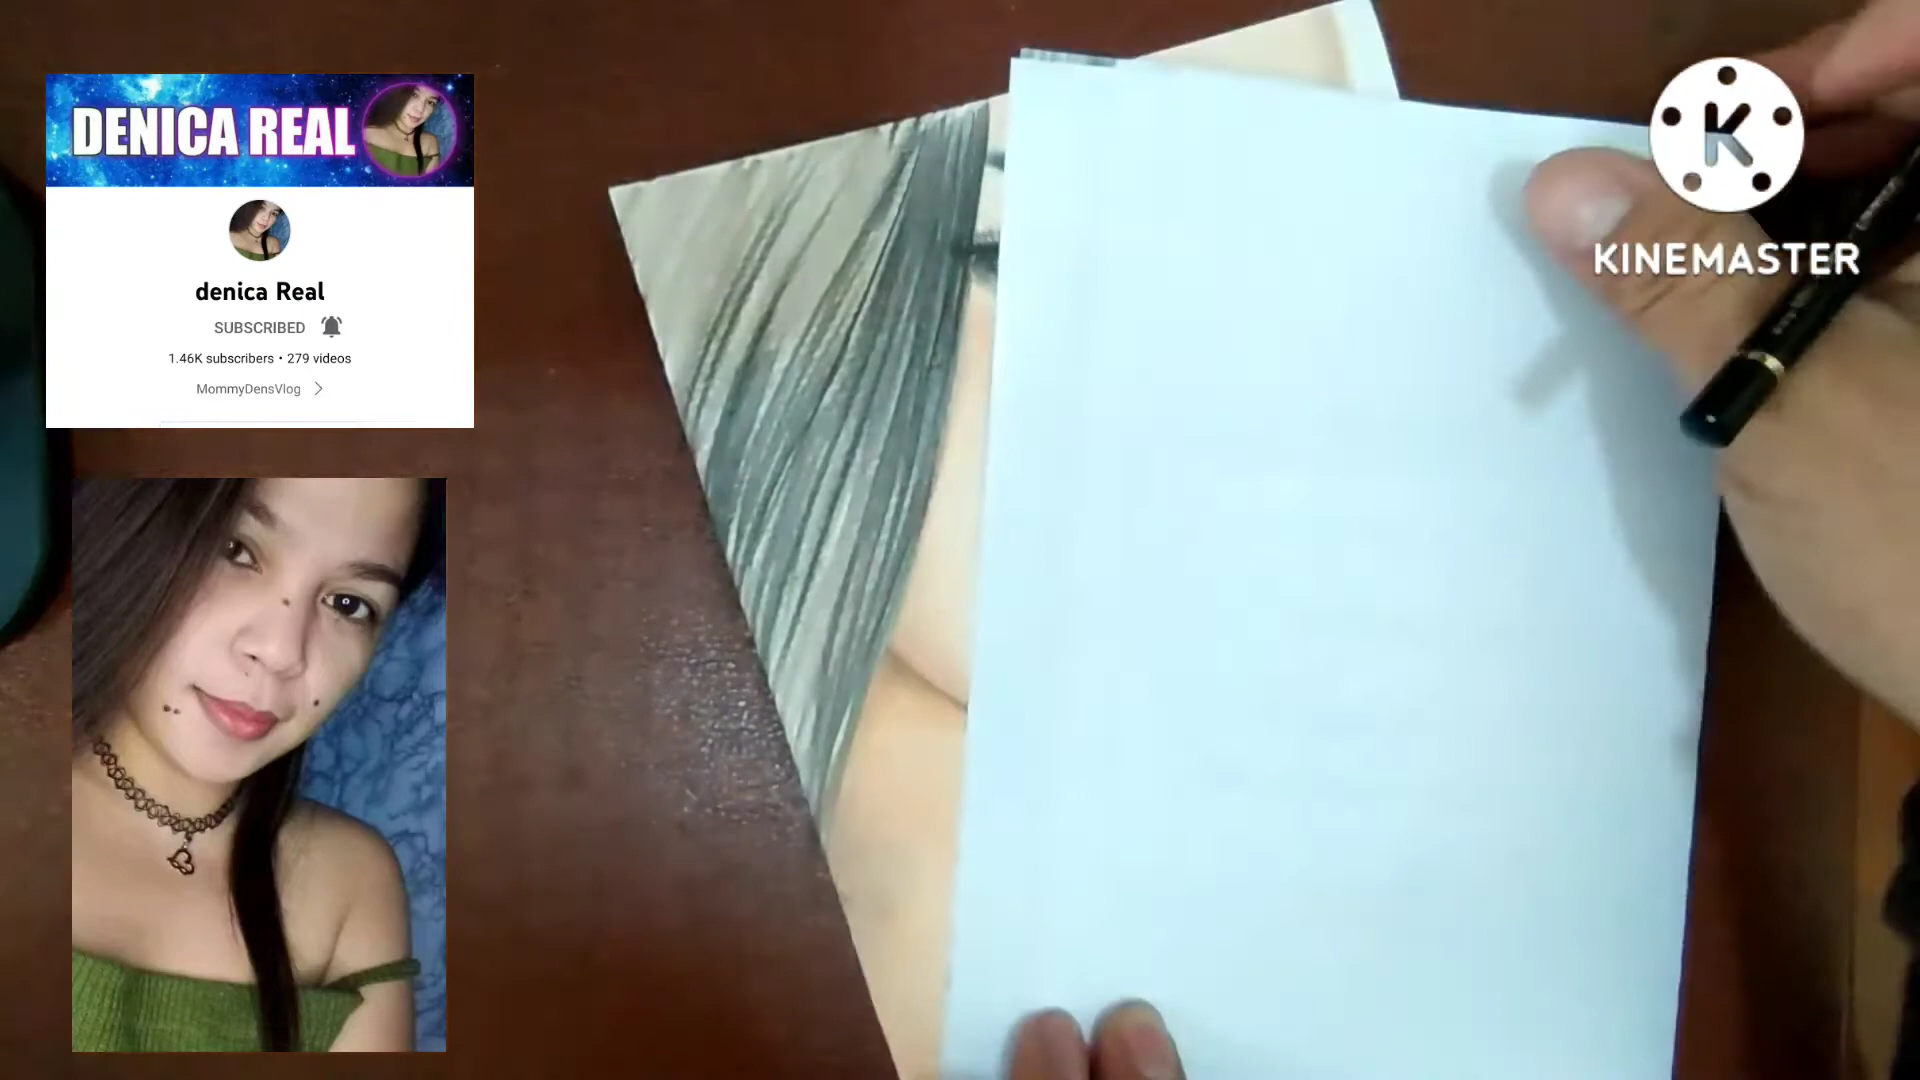 DENICA REAL
denica Real
SUBSCRIBED
1.46K subscribers • 279 videos
MommyDensVlog
K
KINEMASTER